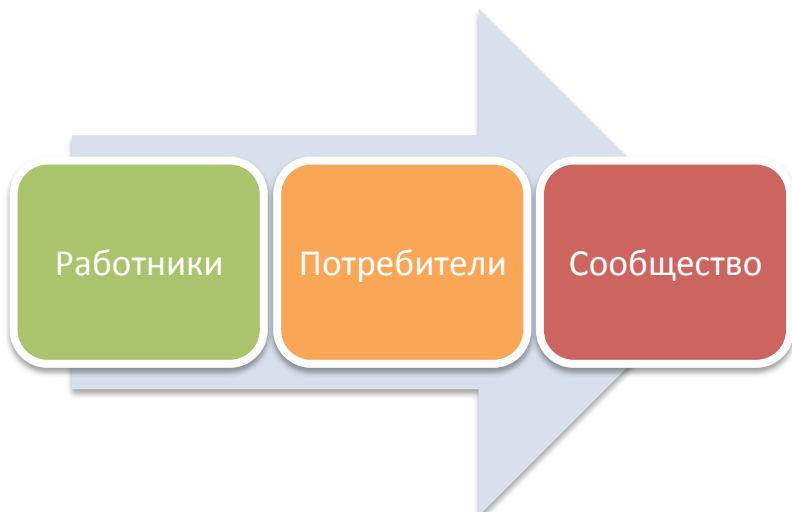 Работники
Потребители
Сообщество